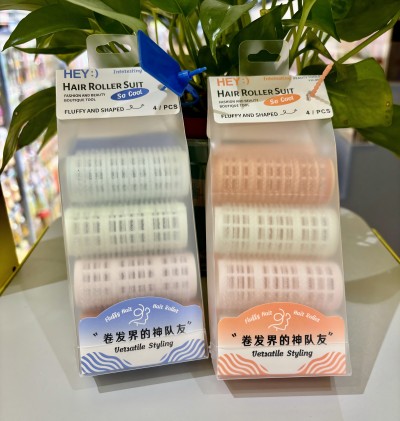 HEY:)
HAIR ROLLER SUIT
FASHION AND BEAUTY
BOUTIQUE TOOL
So Cool
FLUFFY AND SHAPED
4 / PCS
Fluffy Hair Roller
"卷发界的神队友"
Versatile Styling
HEY:)
HAIR ROLLER SUIT
FASHION AND BEAUTY
BOUTIQUE TOOL
So Cool
FLUFFY AND SHAPED
4 / PCS
Fluffy Hair Roller
"卷发界的神队友"
Versatile Styling